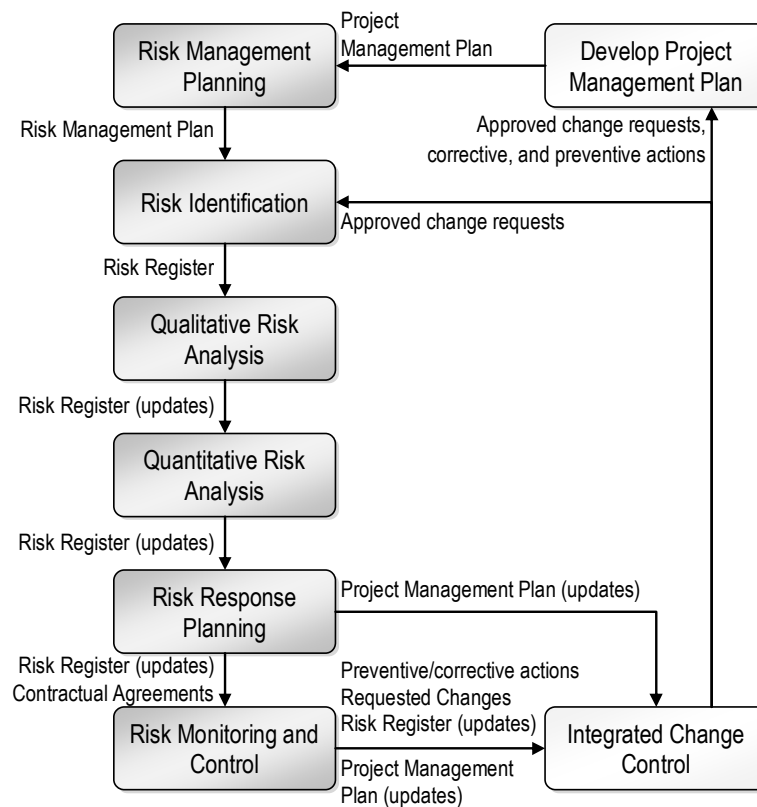 Project
Management Plan
Risk Management
Planning
Develop Project
Management Plan
Risk Management Plan
Approved change requests,
corrective, and preventive actions
Risk Identification
Approved change requests
Risk Register
Qualitative Risk
Analysis
Risk Register (updates)
Quantitative Risk
Analysis
Risk Register (updates)
Risk Response
Planning
Project Management Plan (updates)
Risk Register (updates)
Contractual Agreements
Preventive/corrective actions
Requested Changes
Risk Register (updates)
Risk Monitoring and
Control
Project Management
Plan (updates)
Integrated Change
Control